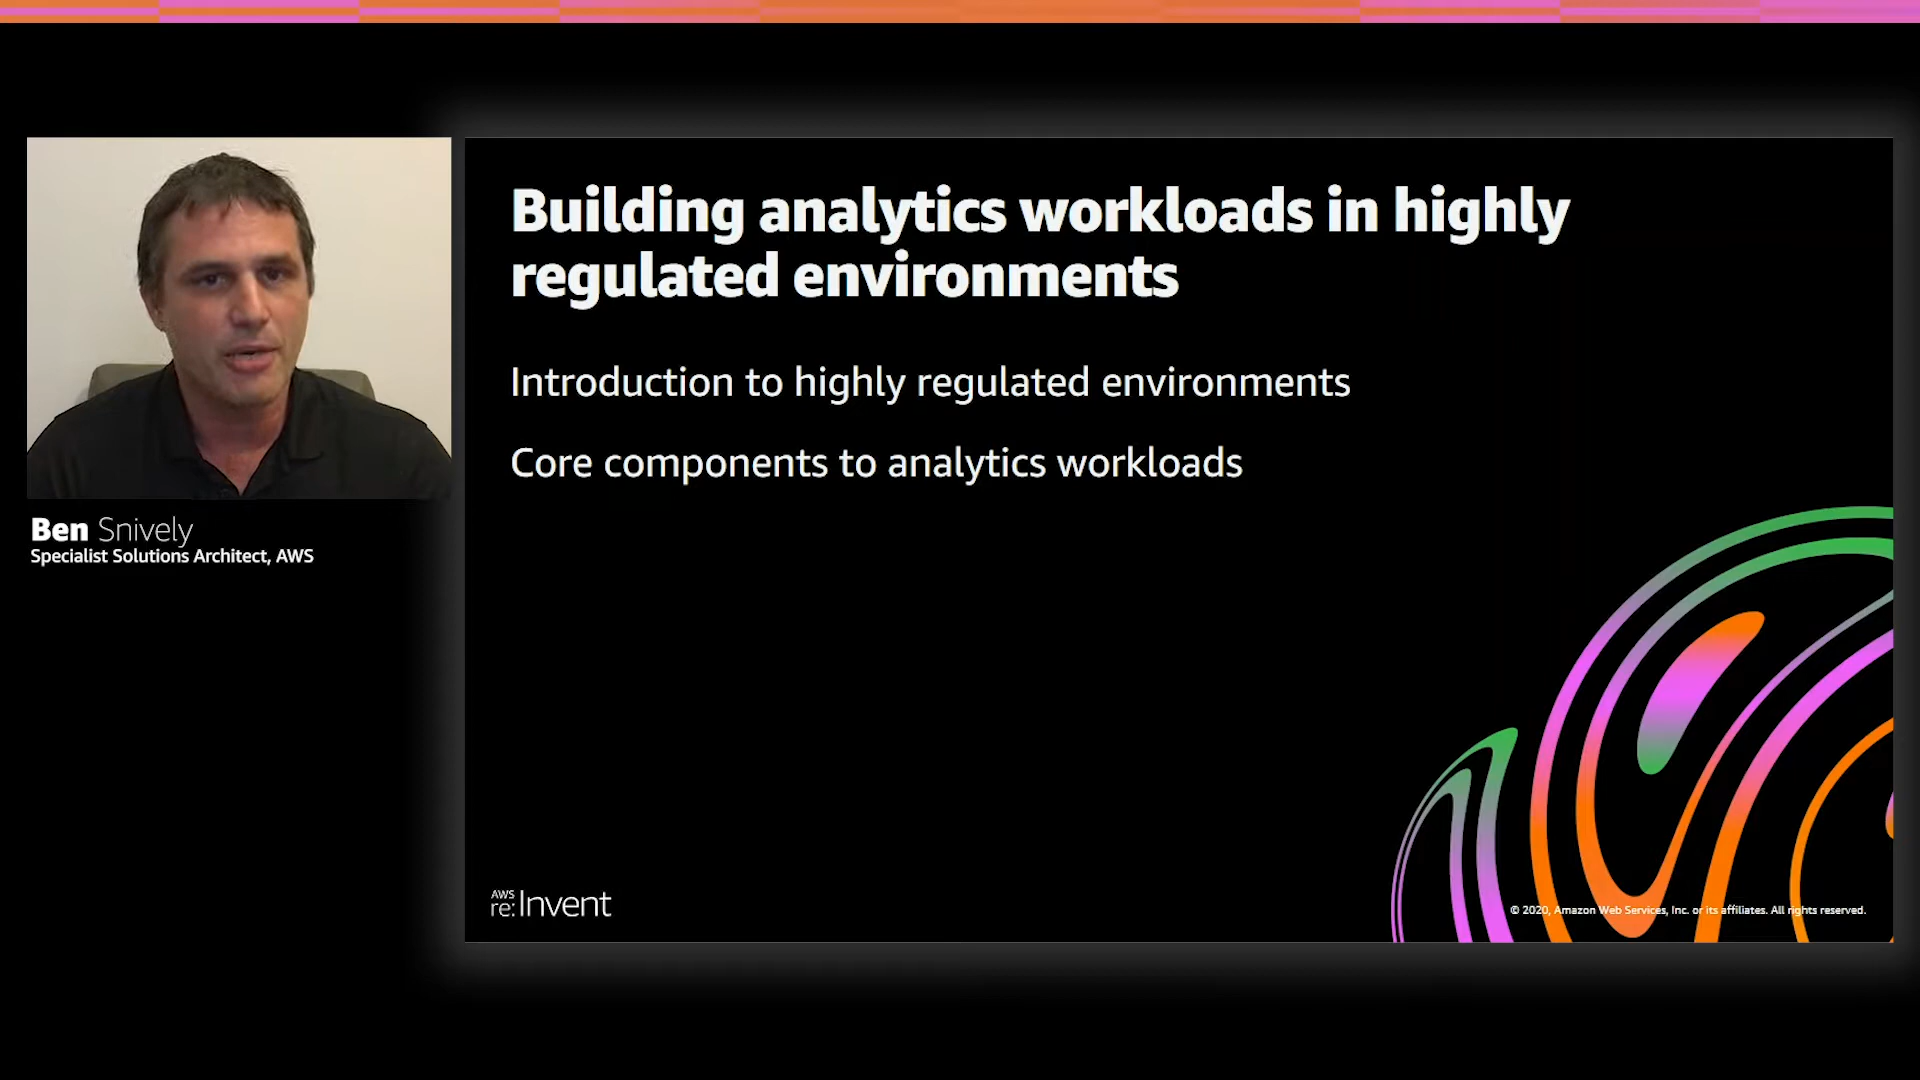 Building analytics workloads in highly
regulated environments
Introduction to highly regulated environments
Core components to analytics workloads
Ben Snively
Specialist Solutions Architect, AWS
AWS
re:Invent
© 2020, Amazon Web Services, Inc. or its affiliates. All rights reserved.